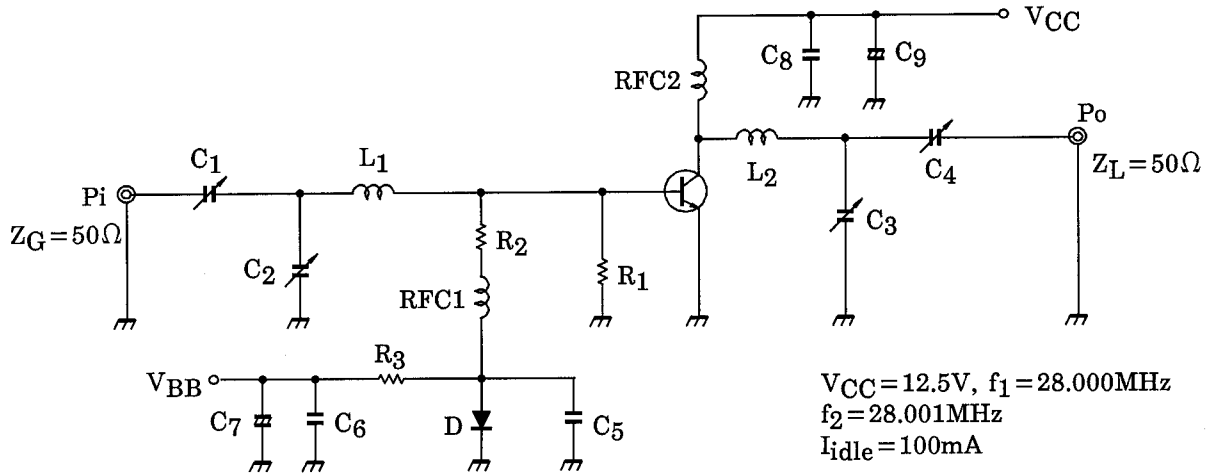 VCC
C8
C9
RFC2
Po
C1
L1
L2
C4
ZL=50Ω
Pi
ZG=50Ω
R2
C3
C2
R1
RFC1
R3
VBB
VCC=12.5V, f1=28.000MHz
C7
C6
D
C5
f2=28.001MHz
Iidle=100mA